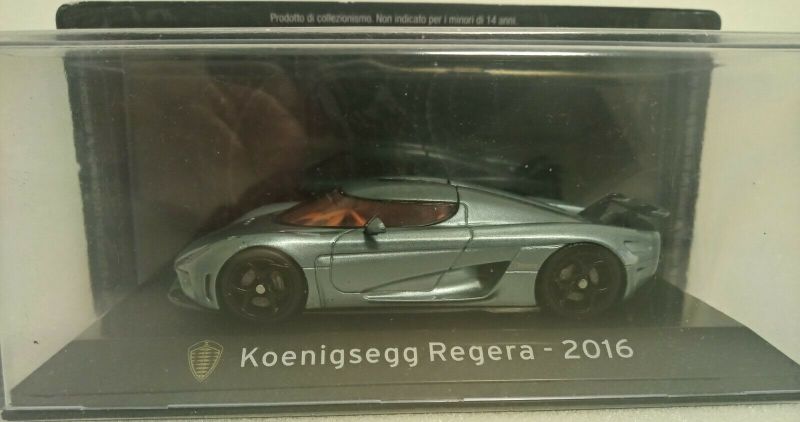 Prodotto di collezionismo. Non indicato per i minori di 14 anni.
Koenigsegg Regera - 2016